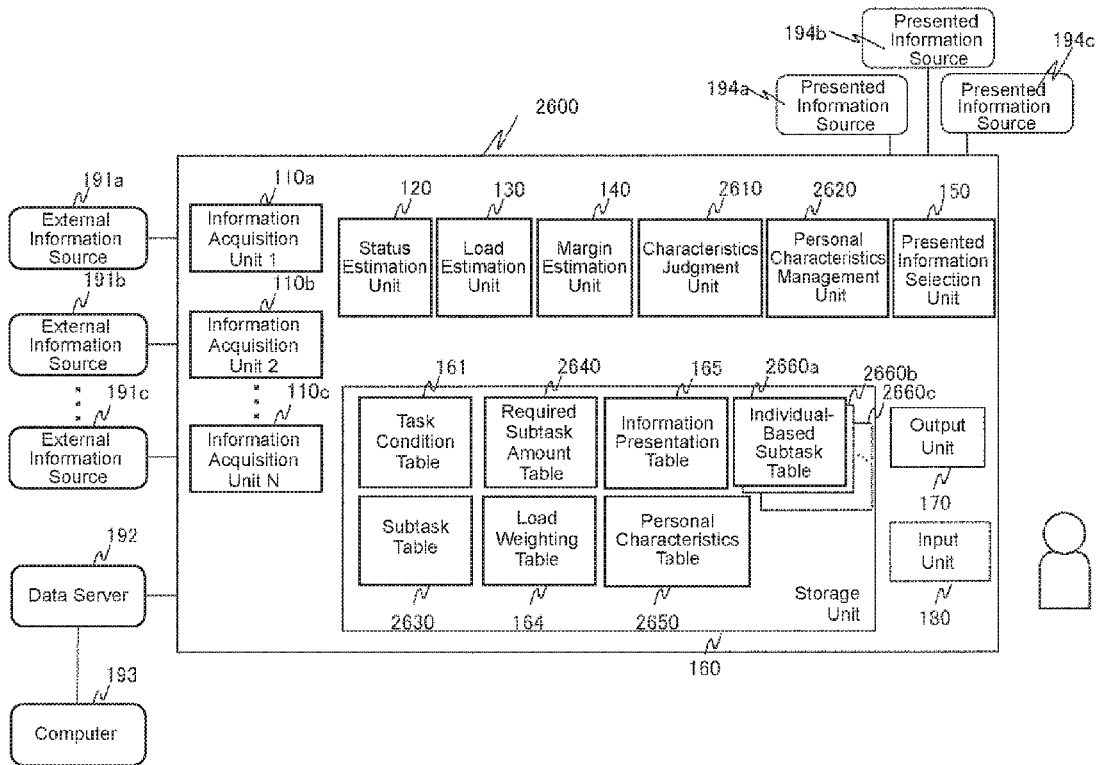 194b
Presented
Information
Source
194c
194a
Presented
Information
Source
Presented
Information
Source
2600
191a
External
Information
Source
110a
Information
Acquisition
Unit 1
120
Status
Estimation
Unit
130
Load
Estimation
Unit
140
Margin
Estimation
Unit
2610
Characteristics
Judgment
Unit
2620
Personal
Characteristics
Management
Unit
150
Presented
Information
Selection Unit
191b
External
Information
Source
110b
Information
Acquisition
Unit 2
191c
External
Information
Source
110c
Information
Acquisition
Unit N
161
Task
Condition
Table
2640
Required
Subtask
Amount
Table
165
Information
Presentation
Table
2660a
2660b
2660c
Individual-
Based
Subtask
Table
Output
Unit
170
Subtask
Table
2630
Load
Weighting
Table
164
Personal
Characteristics
Table
2650
Storage
Unit
160
Input
Unit
180
192
Data Server
193
Computer